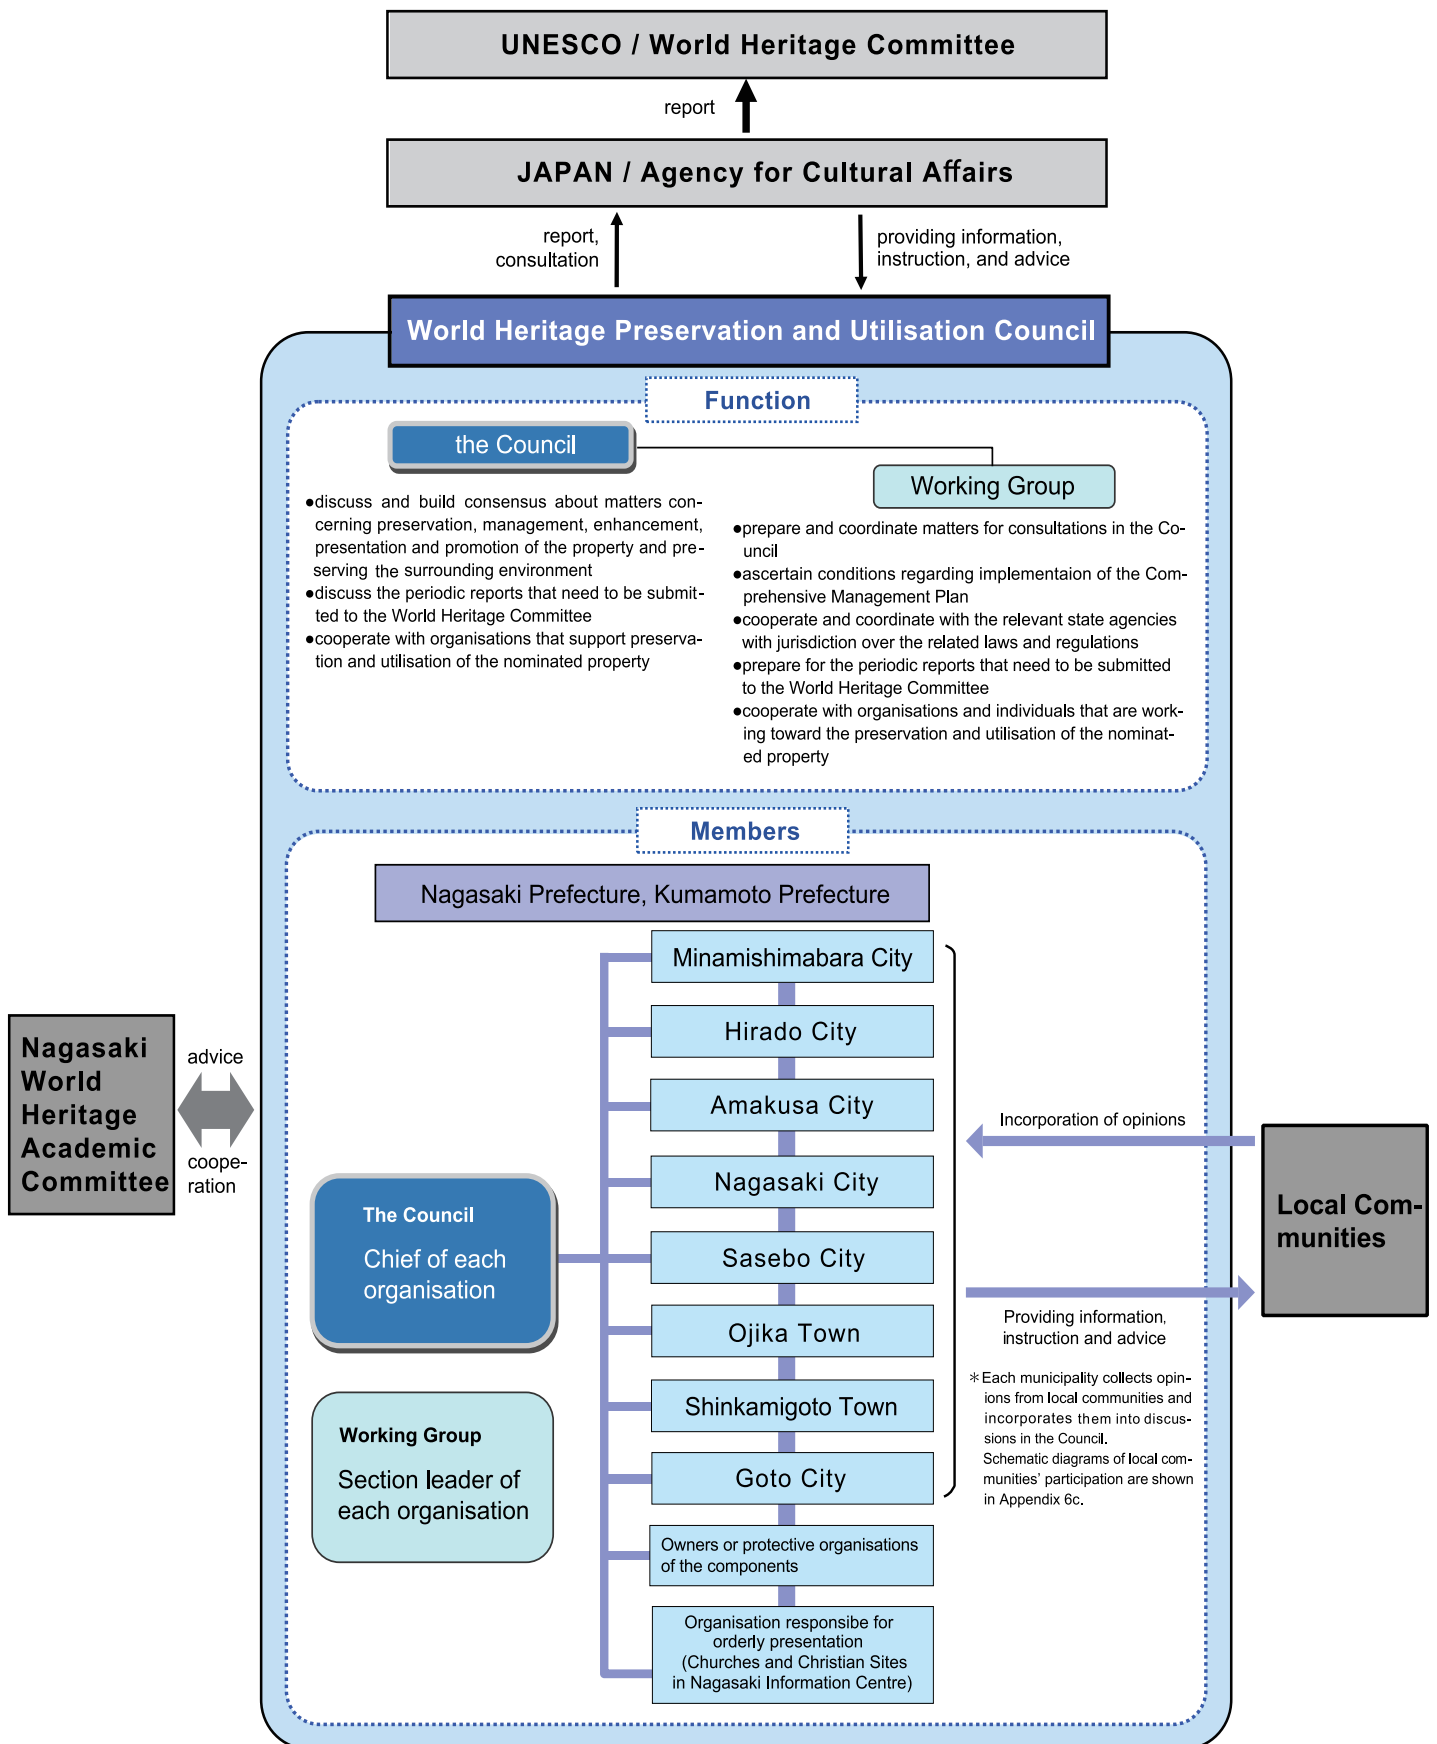 UNESCO / World Heritage Committee
report
JAPAN / Agency for Cultural Affairs
report,
consultation
providing information,
instruction, and advice
World Heritage Preservation and Utilisation Council
Function
the Council
●discuss and build consensus about matters con-
cerning preservation, management, enhancement,
presentation and promotion of the property and pre-
serving the surrounding environment
●discuss the periodic reports that need to be submit-
ted to the World Heritage Committee
●cooperate with organisations that support preserva-
tion and utilisation of the nominated property
Working Group
●prepare and coordinate matters for consultations in the Co-
uncil
●ascertain conditions regarding implementaion of the Com-
prehensive Management Plan
●cooperate and coordinate with the relevant state agencies
with jurisdiction over the related laws and regulations
●prepare for the periodic reports that need to be submitted
to the World Heritage Committee
●cooperate with organisations and individuals that are work-
ing toward the preservation and utilisation of the nominat-
ed property
Members
Nagasaki Prefecture, Kumamoto Prefecture
Minamishimabara City
Hirado City
Amakusa City
Nagasaki City
Sasebo City
Ojika Town
Shinkamigoto Town
Goto City
Owners or protective organisations
of the components
Organisation responsibe for
orderly presentation
(Churches and Christian Sites
in Nagasaki Information Centre)
The Council
Chief of each
organisation
Working Group
Section leader of
each organisation
Nagasaki
World
Heritage
Academic
Committee
advice
coope-
ration
Incorporation of opinions
Local Com-
munities
Providing information,
instruction and advice
＊Each municipality collects opin-
ions from local communities and
incorporates them into discus-
sions in the Council.
Schematic diagrams of local com-
munities' participation are shown
in Appendix 6c.